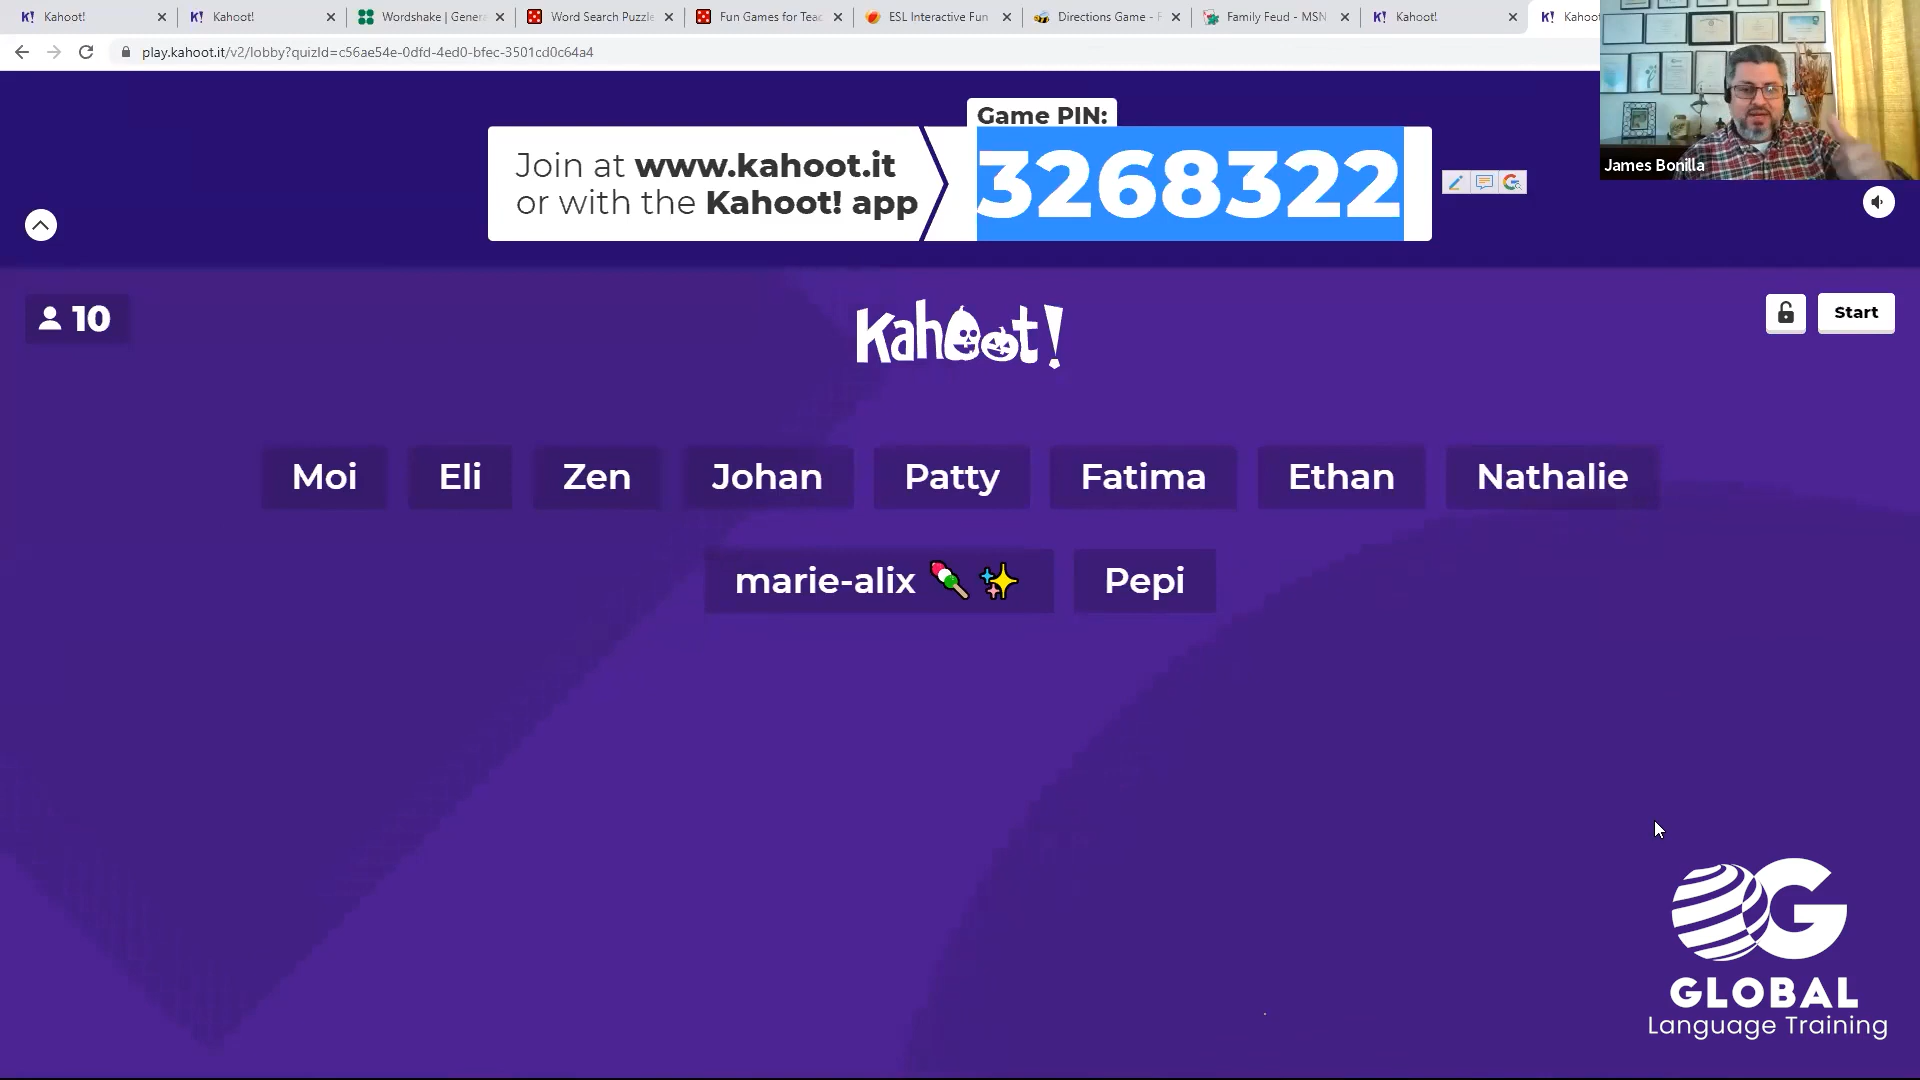 Kahoot!
Kahoot!
Wordshake | Genera
Word Search Puzzle
Fun Games for Teac
ESL Interactive Fun
Directions Game - F
Family Feud - MSN
Kahoot!
Kahoo
play.kahoot.it/v2/lobby?quizId=c56ae54e-0dfd-4ed0-bfec-3501cd0c64a4
Game PIN:
Join at www.kahoot.it
or with the Kahoot! app
3268322
James Bonilla
10
Kahoot!
Start
Moi
Eli
Zen
Johan
Patty
Fatima
Ethan
Nathalie
marie-alix
Pepi
G
GLOBAL
Language Training